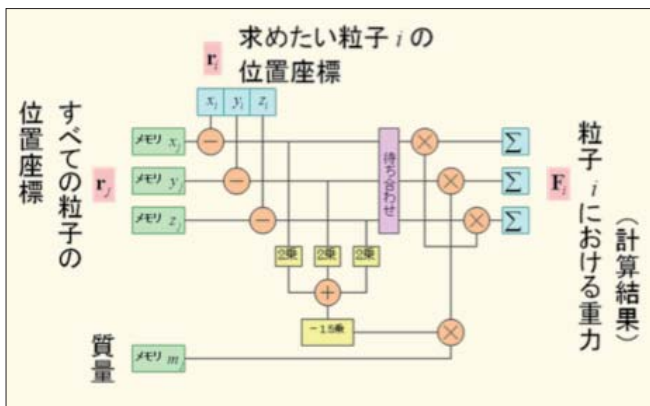 求めたい粒子 i の
位置座標
r_i
x_i y_i z_i
すべての粒子の
位置座標
r_j
メモリ x_j
メモリ y_j
メモリ z_j
待ち合わせ
− − −
× × ×
Σ
Σ
Σ
F_i
粒子 i における重力
(計算結果)
2乗 2乗 2乗
+
−1.5乗
×
質量
メモリ m_j